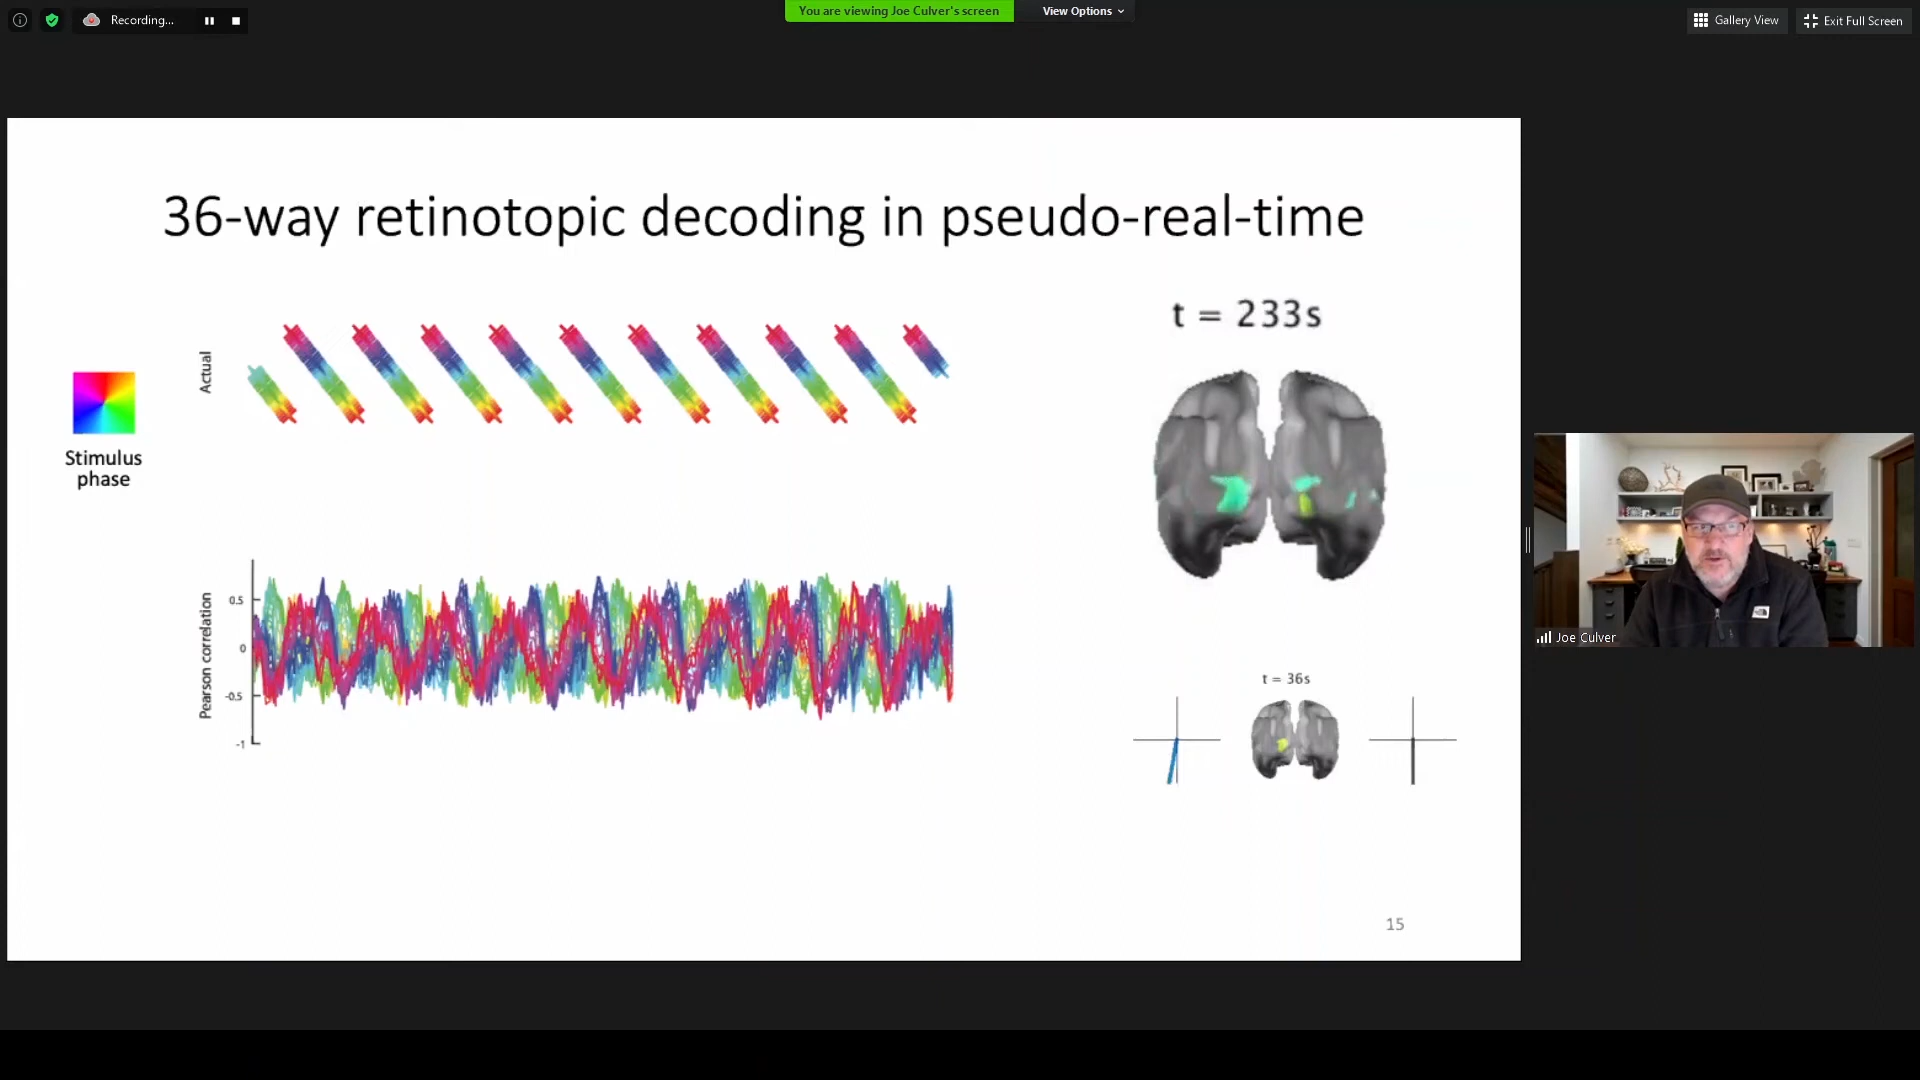 Recording...
You are viewing Joe Culver's screen
View Options
Gallery View
Exit Full Screen
36-way retinotopic decoding in pseudo-real-time
t = 233s
Actual
Stimulus
phase
Pearson correlation
0.5
0
-0.5
-1
t = 36s
15
Joe Culver